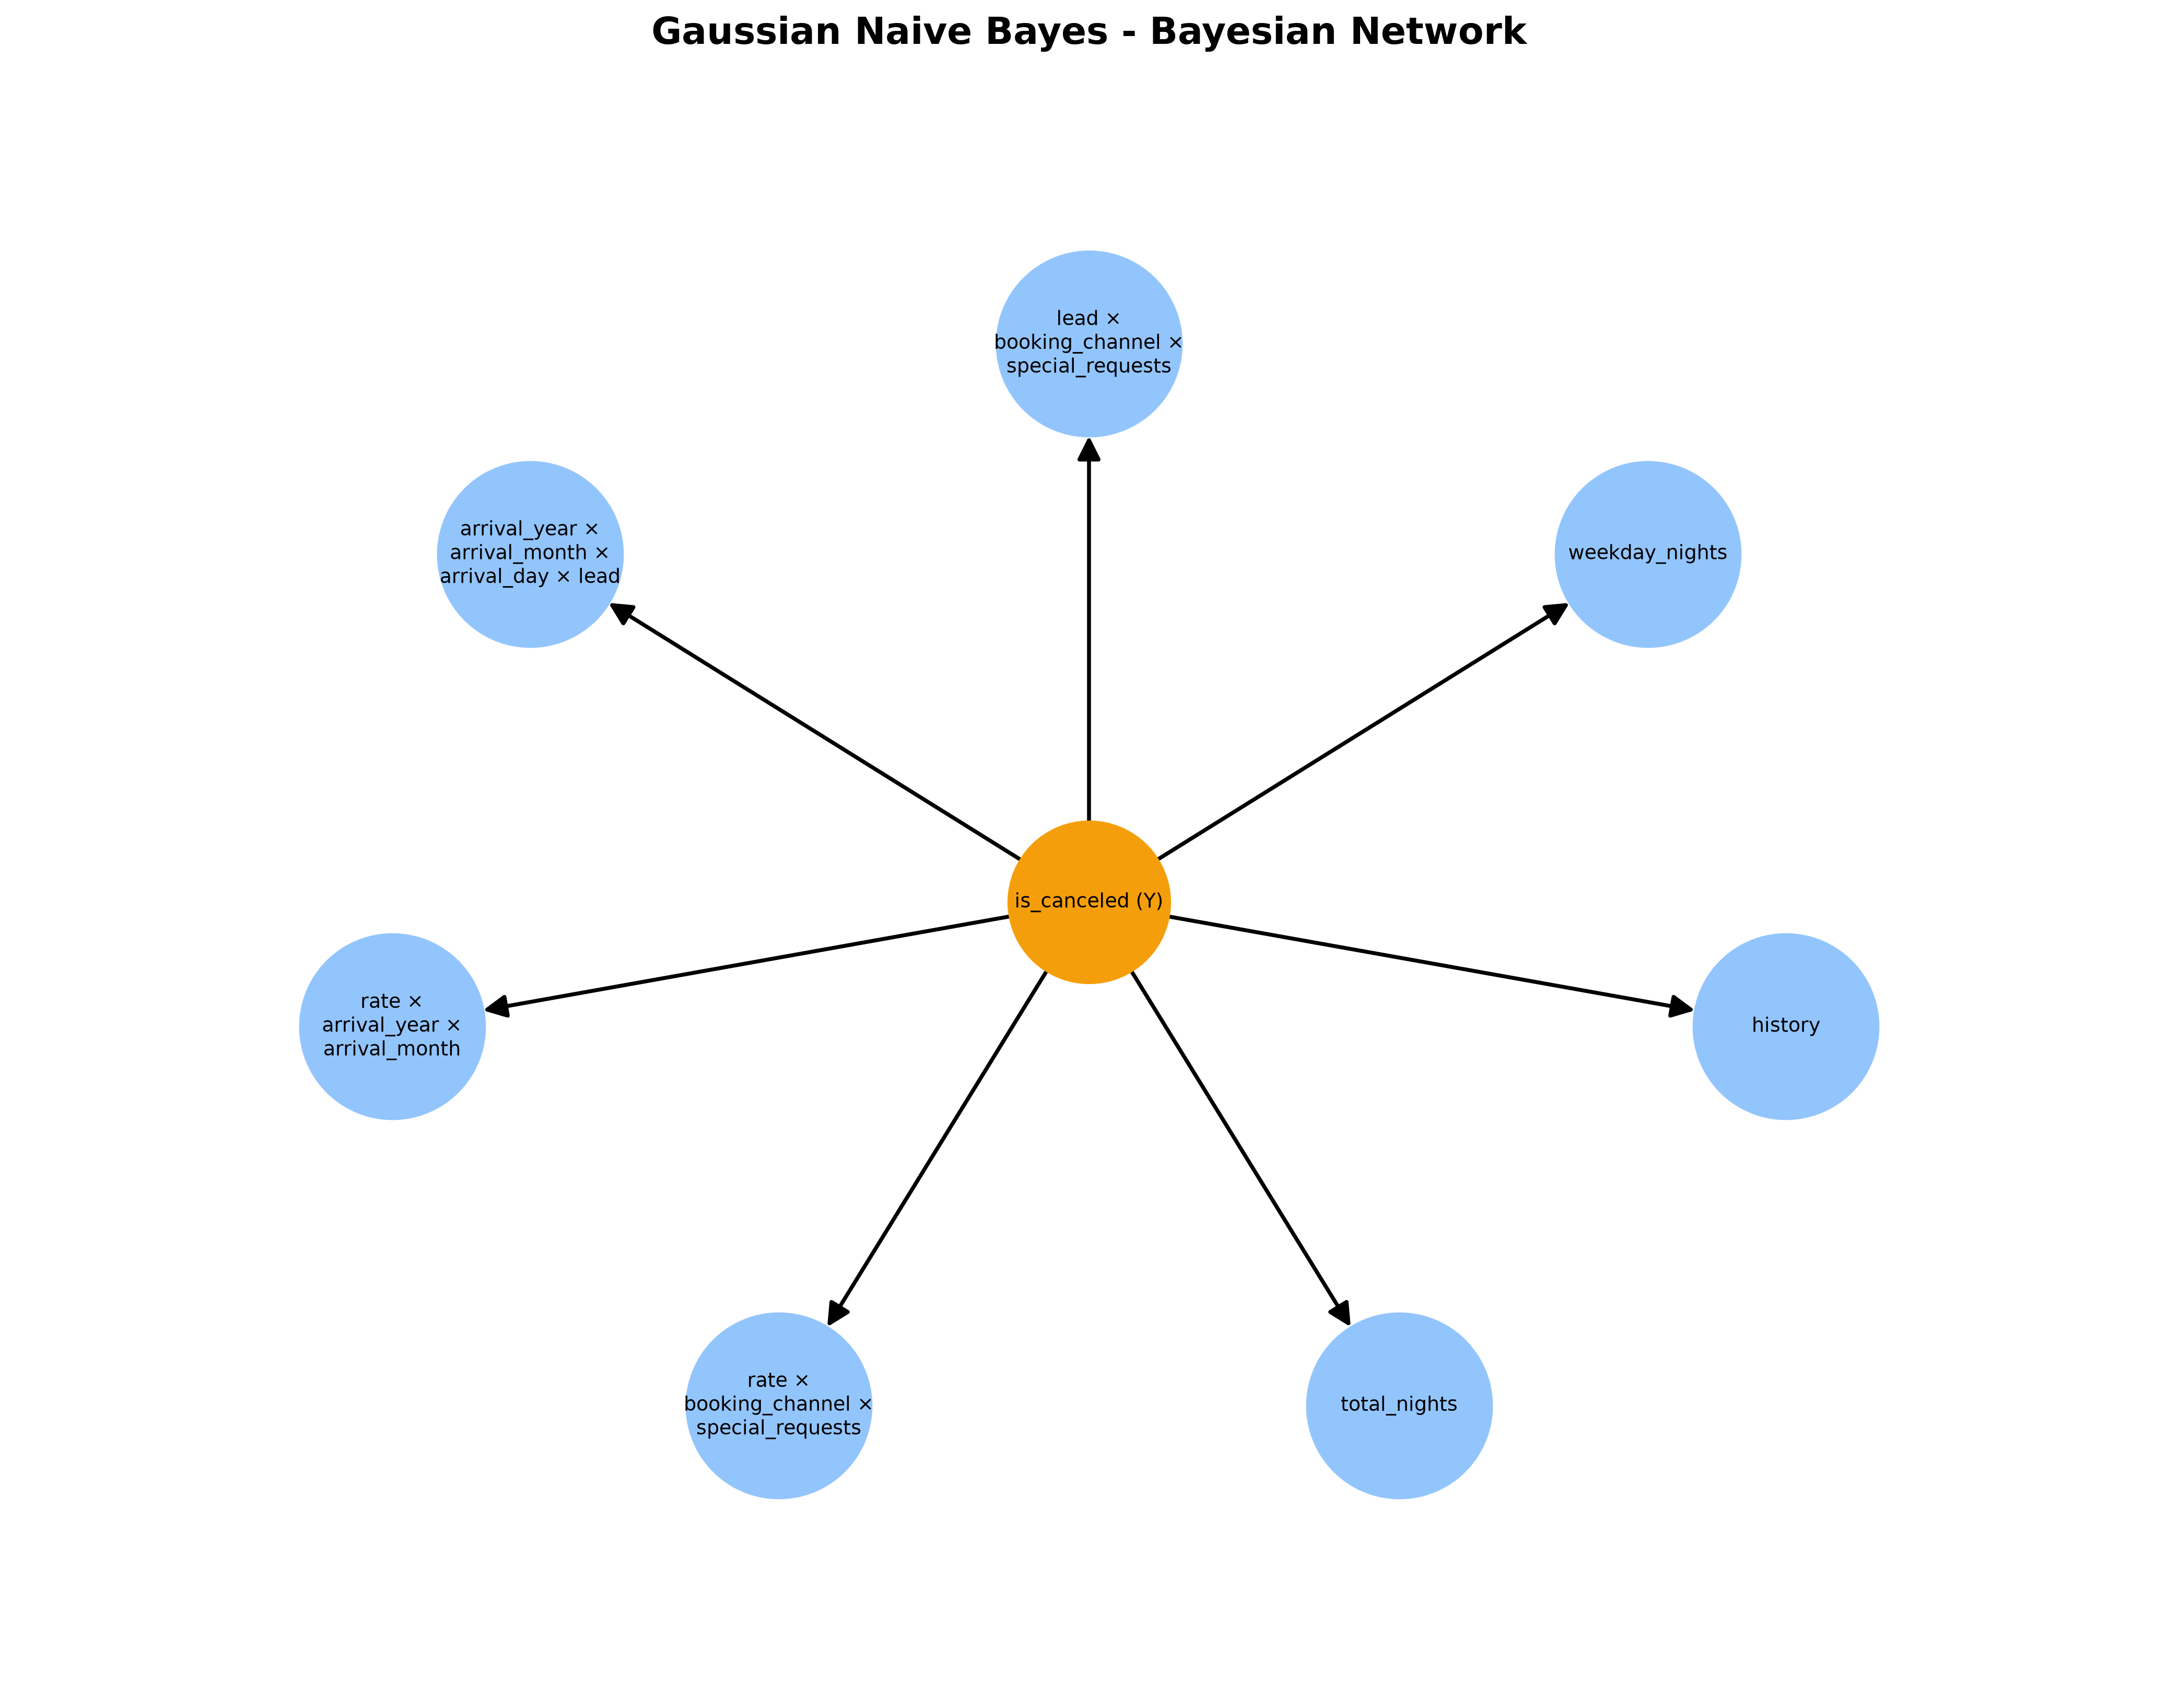 Gaussian Naive Bayes - Bayesian Network
lead ×
booking_channel ×
special_requests
arrival_year ×
arrival_month ×
arrival_day × lead
weekday_nights
is_canceled (Y)
rate ×
arrival_year ×
arrival_month
history
rate ×
booking_channel ×
special_requests
total_nights